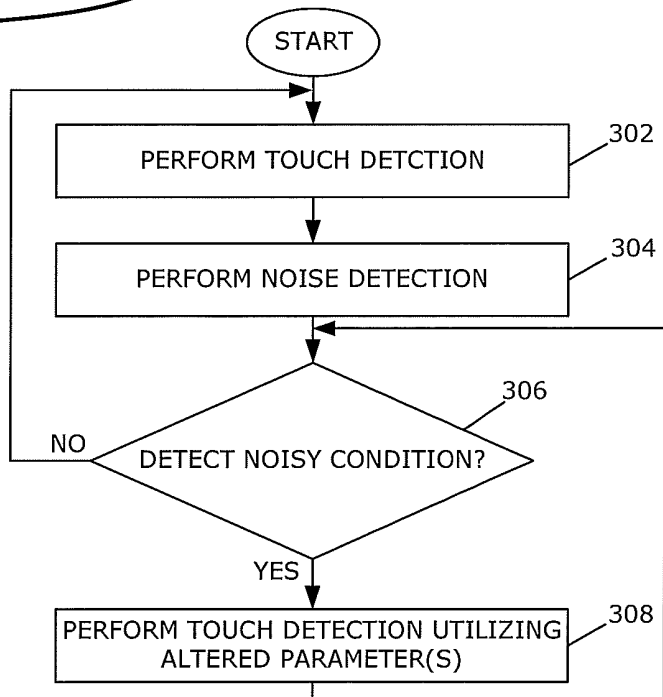 START
PERFORM TOUCH DETCTION
302
PERFORM NOISE DETECTION
304
306
NO
DETECT NOISY CONDITION?
YES
308
PERFORM TOUCH DETECTION UTILIZING
ALTERED PARAMETER(S)